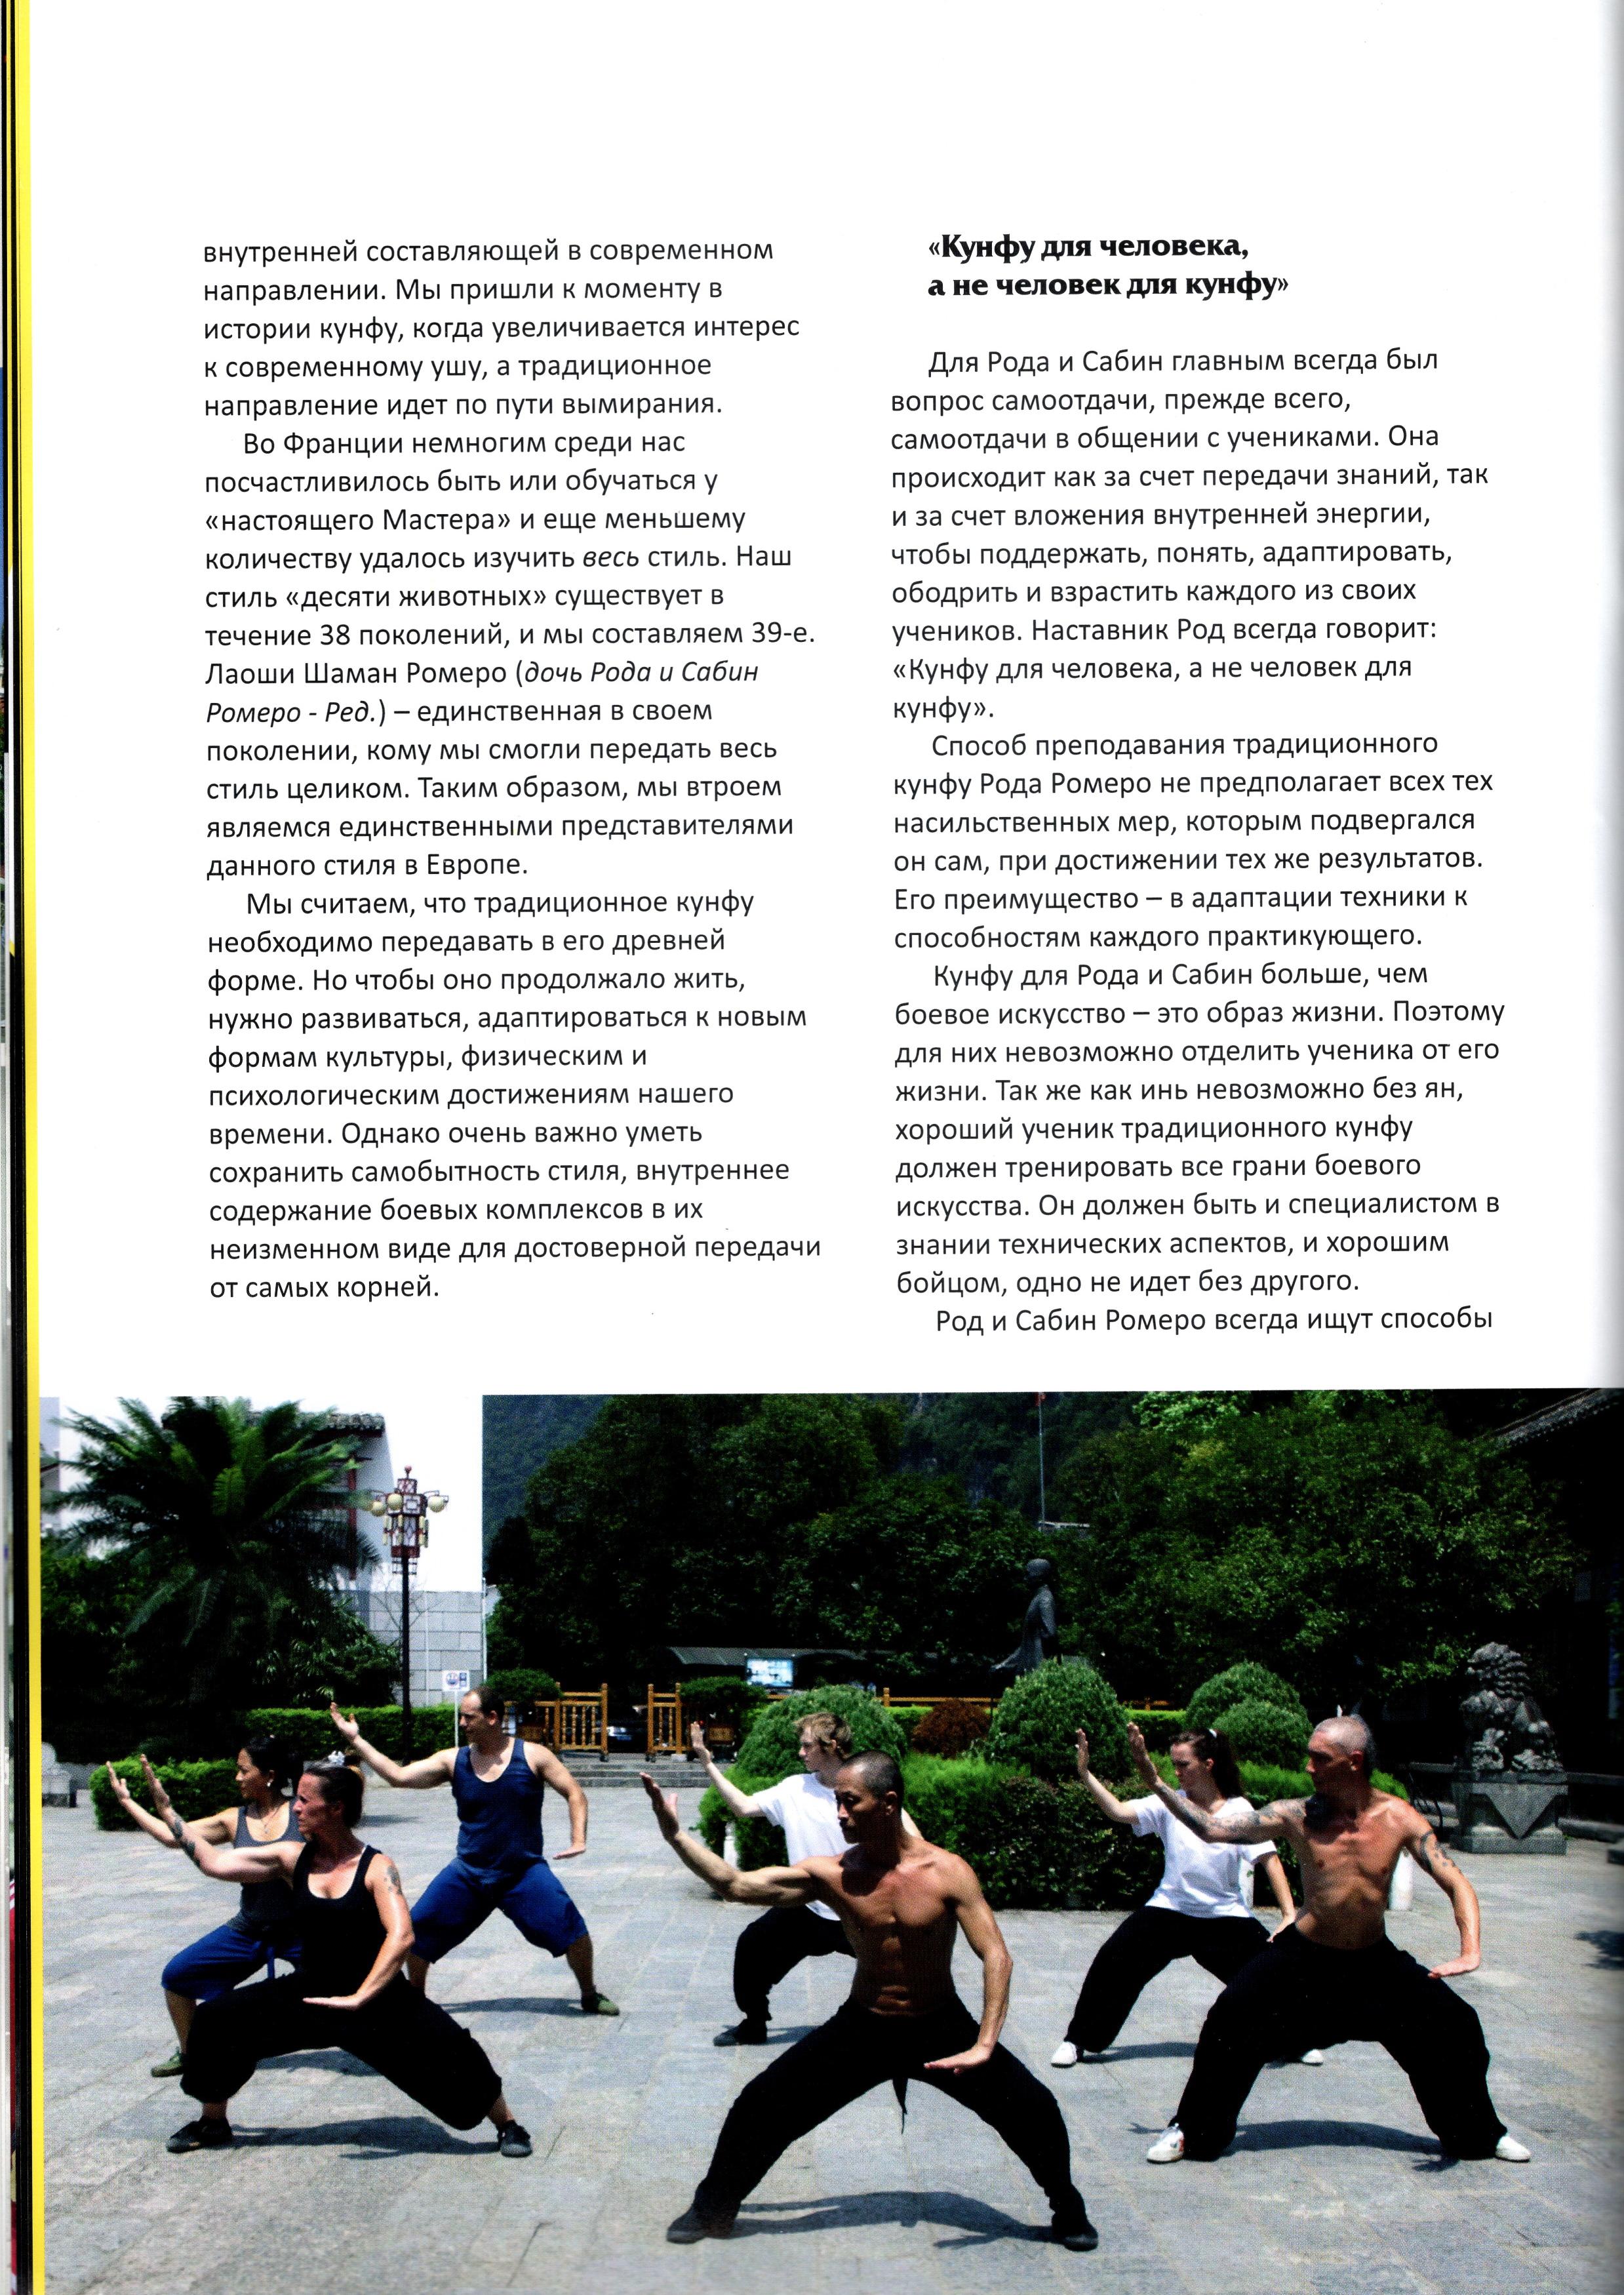 внутренней составляющей в современном
направлении. Мы пришли к моменту в
истории кунфу, когда увеличивается интерес
к современному ушу, а традиционное
направление идет по пути вымирания.
Во Франции немногим среди нас
посчастливилось быть или обучаться у
«настоящего Мастера» и еще меньшему
количеству удалось изучить весь стиль. Наш
стиль «десяти животных» существует в
течение 38 поколений, и мы составляем 39-е.
Лаоши Шаман Ромеро (дочь Рода и Сабин
Ромеро - Ред.) – единственная в своем
поколении, кому мы смогли передать весь
стиль целиком. Таким образом, мы втроем
являемся единственными представителями
данного стиля в Европе.
Мы считаем, что традиционное кунфу
необходимо передавать в его древней
форме. Но чтобы оно продолжало жить,
нужно развиваться, адаптироваться к новым
формам культуры, физическим и
психологическим достижениям нашего
времени. Однако очень важно уметь
сохранить самобытность стиля, внутреннее
содержание боевых комплексов в их
неизменном виде для достоверной передачи
от самых корней.
«Кунфу для человека,
а не человек для кунфу»
Для Рода и Сабин главным всегда был
вопрос самоотдачи, прежде всего,
самоотдачи в общении с учениками. Она
происходит как за счет передачи знаний, так
и за счет вложения внутренней энергии,
чтобы поддержать, понять, адаптировать,
ободрить и взрастить каждого из своих
учеников. Наставник Род всегда говорит:
«Кунфу для человека, а не человек для
кунфу».
Способ преподавания традиционного
кунфу Рода Ромеро не предполагает всех тех
насильственных мер, которым подвергался
он сам, при достижении тех же результатов.
Его преимущество – в адаптации техники к
способностям каждого практикующего.
Кунфу для Рода и Сабин больше, чем
боевое искусство – это образ жизни. Поэтому
для них невозможно отделить ученика от его
жизни. Так же как инь невозможно без ян,
хороший ученик традиционного кунфу
должен тренировать все грани боевого
искусства. Он должен быть и специалистом в
знании технических аспектов, и хорошим
бойцом, одно не идет без другого.
Род и Сабин Ромеро всегда ищут способы